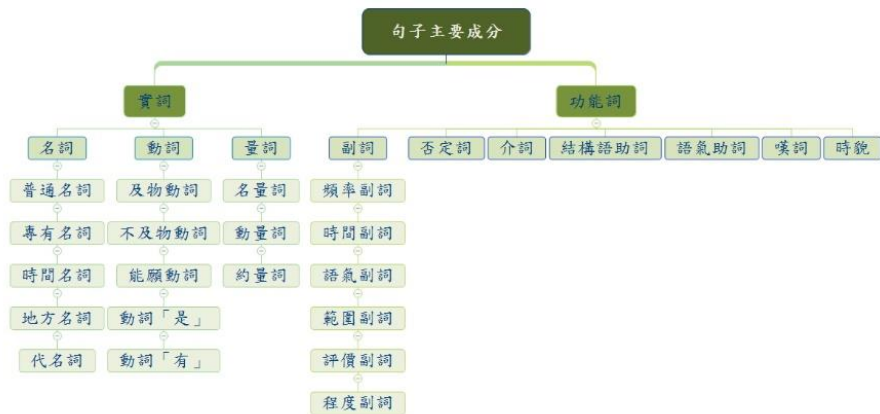 句子主要成分
實詞
功能詞
名詞 動詞 量詞 副詞 否定詞 介詞 結構語助詞 語氣助詞 嘆詞 時貌
普通名詞 及物動詞 名量詞 頻率副詞
專有名詞 不及物動詞 動量詞 時間副詞
時間名詞 能願動詞 約量詞 語氣副詞
地方名詞 動詞「是」 範圍副詞
代名詞 動詞「有」 評價副詞
程度副詞